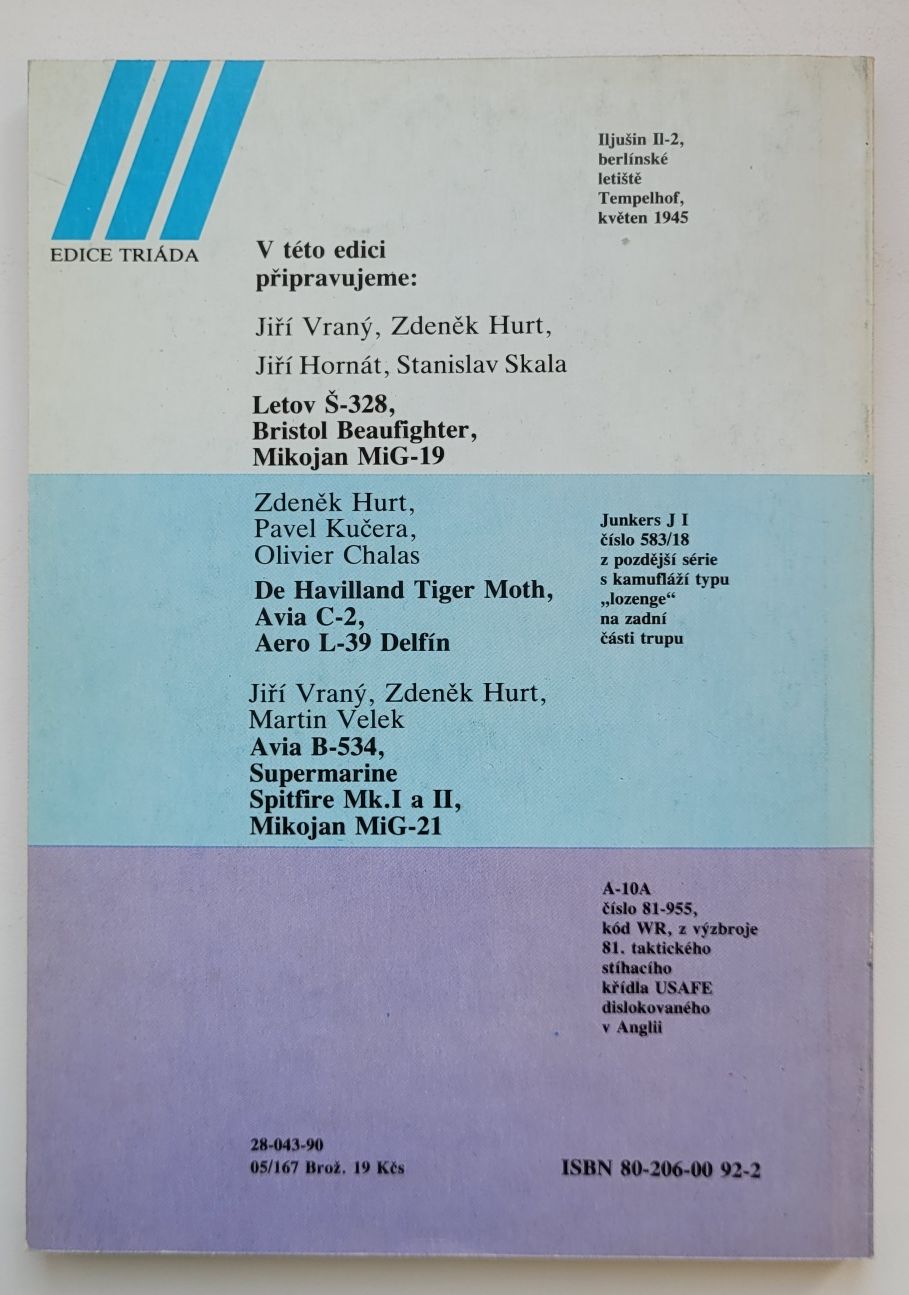 EDICE TRIÁDA
V této edici
připravujeme:
Jiří Vraný, Zdeněk Hurt,
Jiří Hornát, Stanislav Skala
Letov Š-328,
Bristol Beaufighter,
Mikojan MiG-19
Zdeněk Hurt,
Pavel Kučera,
Olivier Chalas
De Havilland Tiger Moth,
Avia C-2,
Aero L-39 Delfín
Jiří Vraný, Zdeněk Hurt,
Martin Velek
Avia B-534,
Supermarine
Spitfire Mk.I a II,
Mikojan MiG-21
Iljušin Il-2,
berlínské
letiště
Tempelhof,
květen 1945
Junkers J I
číslo 583/18
z pozdější série
s kamufláží typu
„lozenge“
na zadní
části trupu
A-10A
číslo 81-955,
kód WR, z výzbroje
81. taktického
stíhacího
křídla USAFE
dislokovaného
v Anglii
28-043-90
05/167 Brož. 19 Kčs
ISBN 80-206-00 92-2